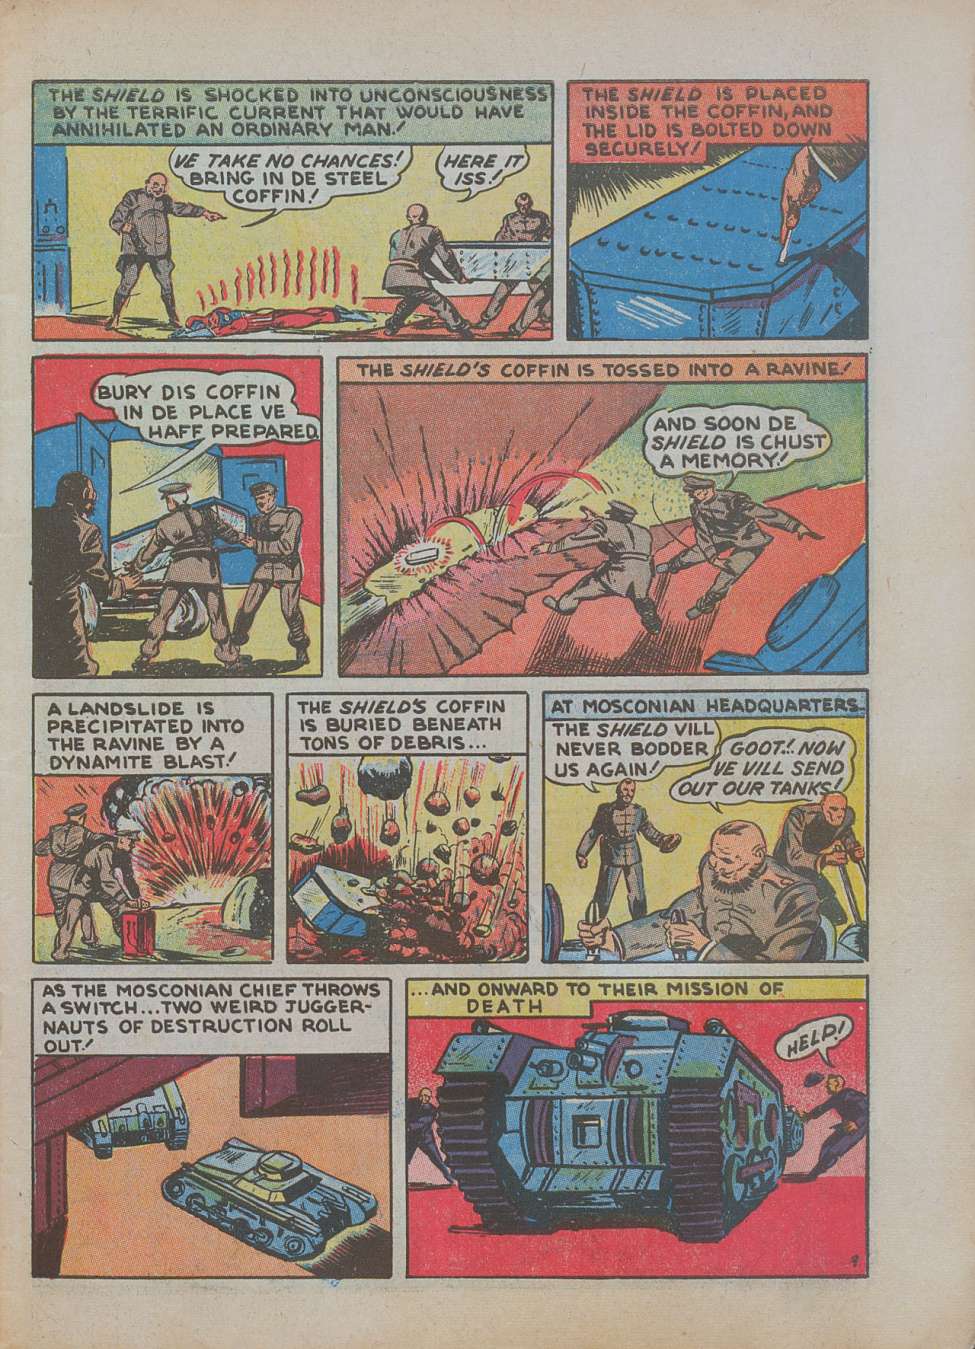 THE SHIELD IS SHOCKED INTO UNCONSCIOUSNESS
BY THE TERRIFIC CURRENT THAT WOULD HAVE
ANNIHILATED AN ORDINARY MAN!
VE TAKE NO CHANCES!
BRING IN DE STEEL
COFFIN!
HERE IT
ISS!
THE SHIELD IS PLACED
INSIDE THE COFFIN, AND
THE LID IS BOLTED DOWN
SECURELY!
BURY DIS COFFIN
IN DE PLACE VE
HAFF PREPARED.
THE SHIELD'S COFFIN IS TOSSED INTO A RAVINE!
AND SOON DE
SHIELD IS CHUST
A MEMORY!
A LANDSLIDE IS
PRECIPITATED INTO
THE RAVINE BY A
DYNAMITE BLAST!
THE SHIELD'S COFFIN
IS BURIED BENEATH
TONS OF DEBRIS...
AT MOSCONIAN HEADQUARTERS...
THE SHIELD VILL
NEVER BODDER
US AGAIN!
GOOT!. NOW
VE VILL SEND
OUT OUR TANKS!
AS THE MOSCONIAN CHIEF THROWS
A SWITCH...TWO WEIRD JUGGER-
NAUTS OF DESTRUCTION ROLL
OUT!
...AND ONWARD TO THEIR MISSION OF
DEATH
HELP!
9